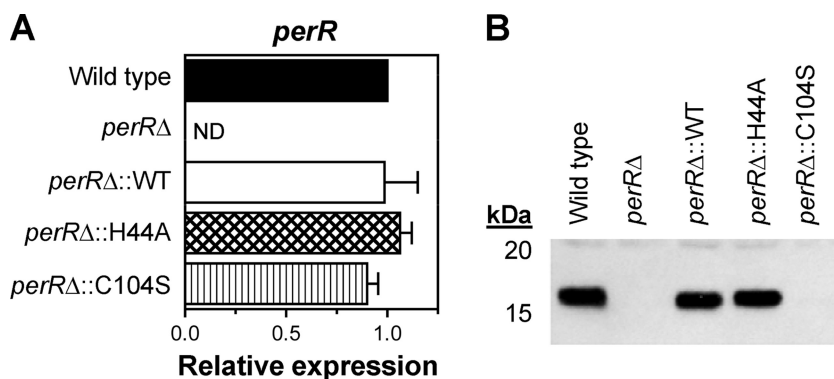 A
perR
Wild type
perRΔ
ND
perRΔ::WT
perRΔ::H44A
perRΔ::C104S
0.0
0.5
1.0
Relative expression
B
Wild type
perRΔ
perRΔ::WT
perRΔ::H44A
perRΔ::C104S
kDa
20
15